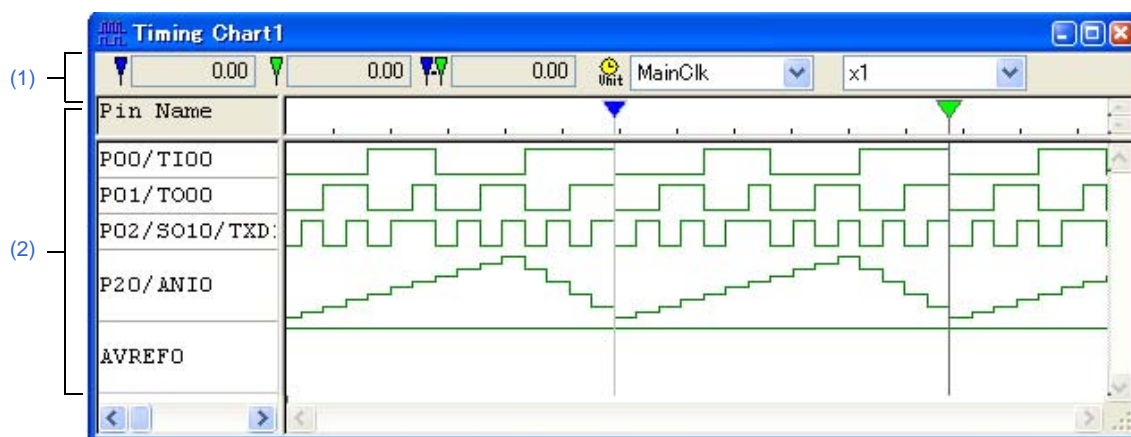 Timing Chart1
(1)
0.00 0.00 0.00 Unit MainClk x1
Pin Name
(2)
P00/TI00
P01/TO00
P02/SO10/TXD
P20/ANI0
AVREF0